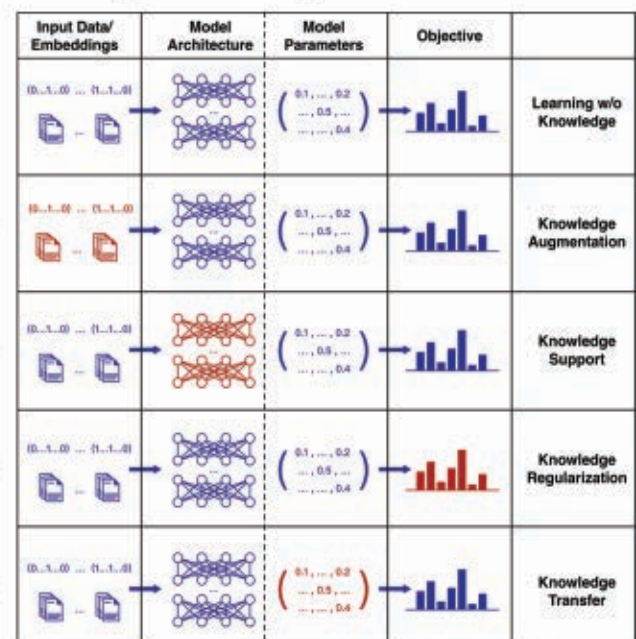 Input Data/
Embeddings
Model
Architecture
Model
Parameters
Objective
(0...1...0) ... (1...1...0)
...
...
0.1, ... , 0.2
... , 0.5, ...
... , ... , 0.4
Learning w/o
Knowledge
(0...1...0) ... (1...1...0)
...
...
0.1, ... , 0.2
... , 0.5, ...
... , ... , 0.4
Knowledge
Augmentation
(0...1...0) ... (1...1...0)
...
...
0.1, ... , 0.2
... , 0.5, ...
... , ... , 0.4
Knowledge
Support
(0...1...0) ... (1...1...0)
...
...
0.1, ... , 0.2
... , 0.5, ...
... , ... , 0.4
Knowledge
Regularization
(0...1...0) ... (1...1...0)
...
...
0.1, ... , 0.2
... , 0.5, ...
... , ... , 0.4
Knowledge
Transfer